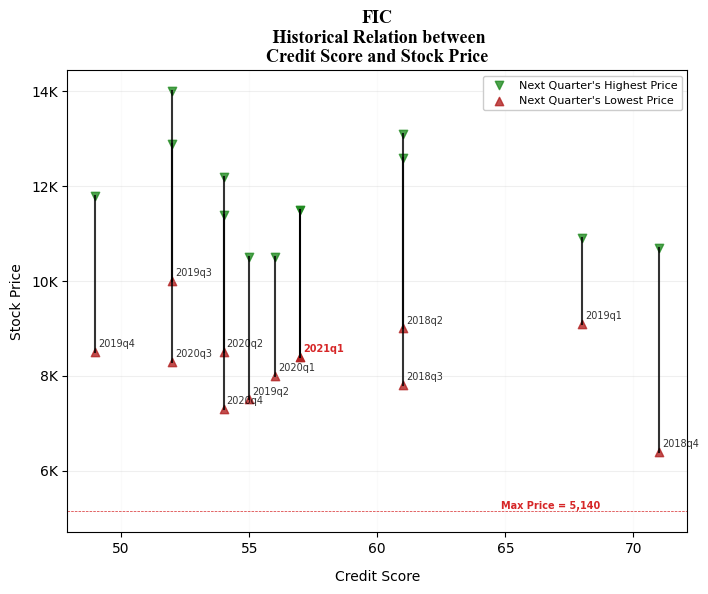 FIC
Historical Relation between
Credit Score and Stock Price
Next Quarter's Highest Price
Next Quarter's Lowest Price
14K
12K
10K
8K
6K
Stock Price
2019q3
2018q2
2019q1
2019q4
2020q2
2021q1
2020q3
2020q1
2018q3
2019q2
2020q4
2018q4
Max Price = 5,140
50
55
60
65
70
Credit Score